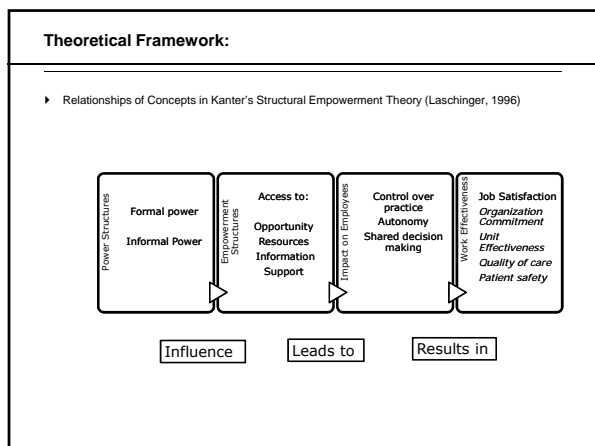 Theoretical Framework:
Relationships of Concepts in Kanter's Structural Empowerment Theory (Laschinger, 1996)
Power Structures
Formal power
Informal Power
Empowerment
Structures
Access to:
Opportunity
Resources
Information
Support
Impact on Employees
Control over
practice
Autonomy
Shared decision
making
Work Effectiveness
Job Satisfaction
Organization
Commitment
Unit
Effectiveness
Quality of care
Patient safety
Influence
Leads to
Results in